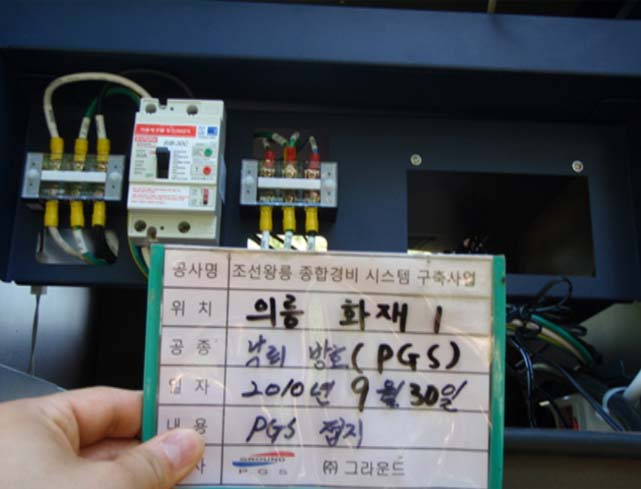 공사명 조선왕릉 종합경비 시스템 구축사업
위치 의릉 화재 1
공종 낙뢰 방호(PGS)
일자 2010년 9월 30일
내용 PGS 접지
사 GROUND PGS ㈜ 그라운드